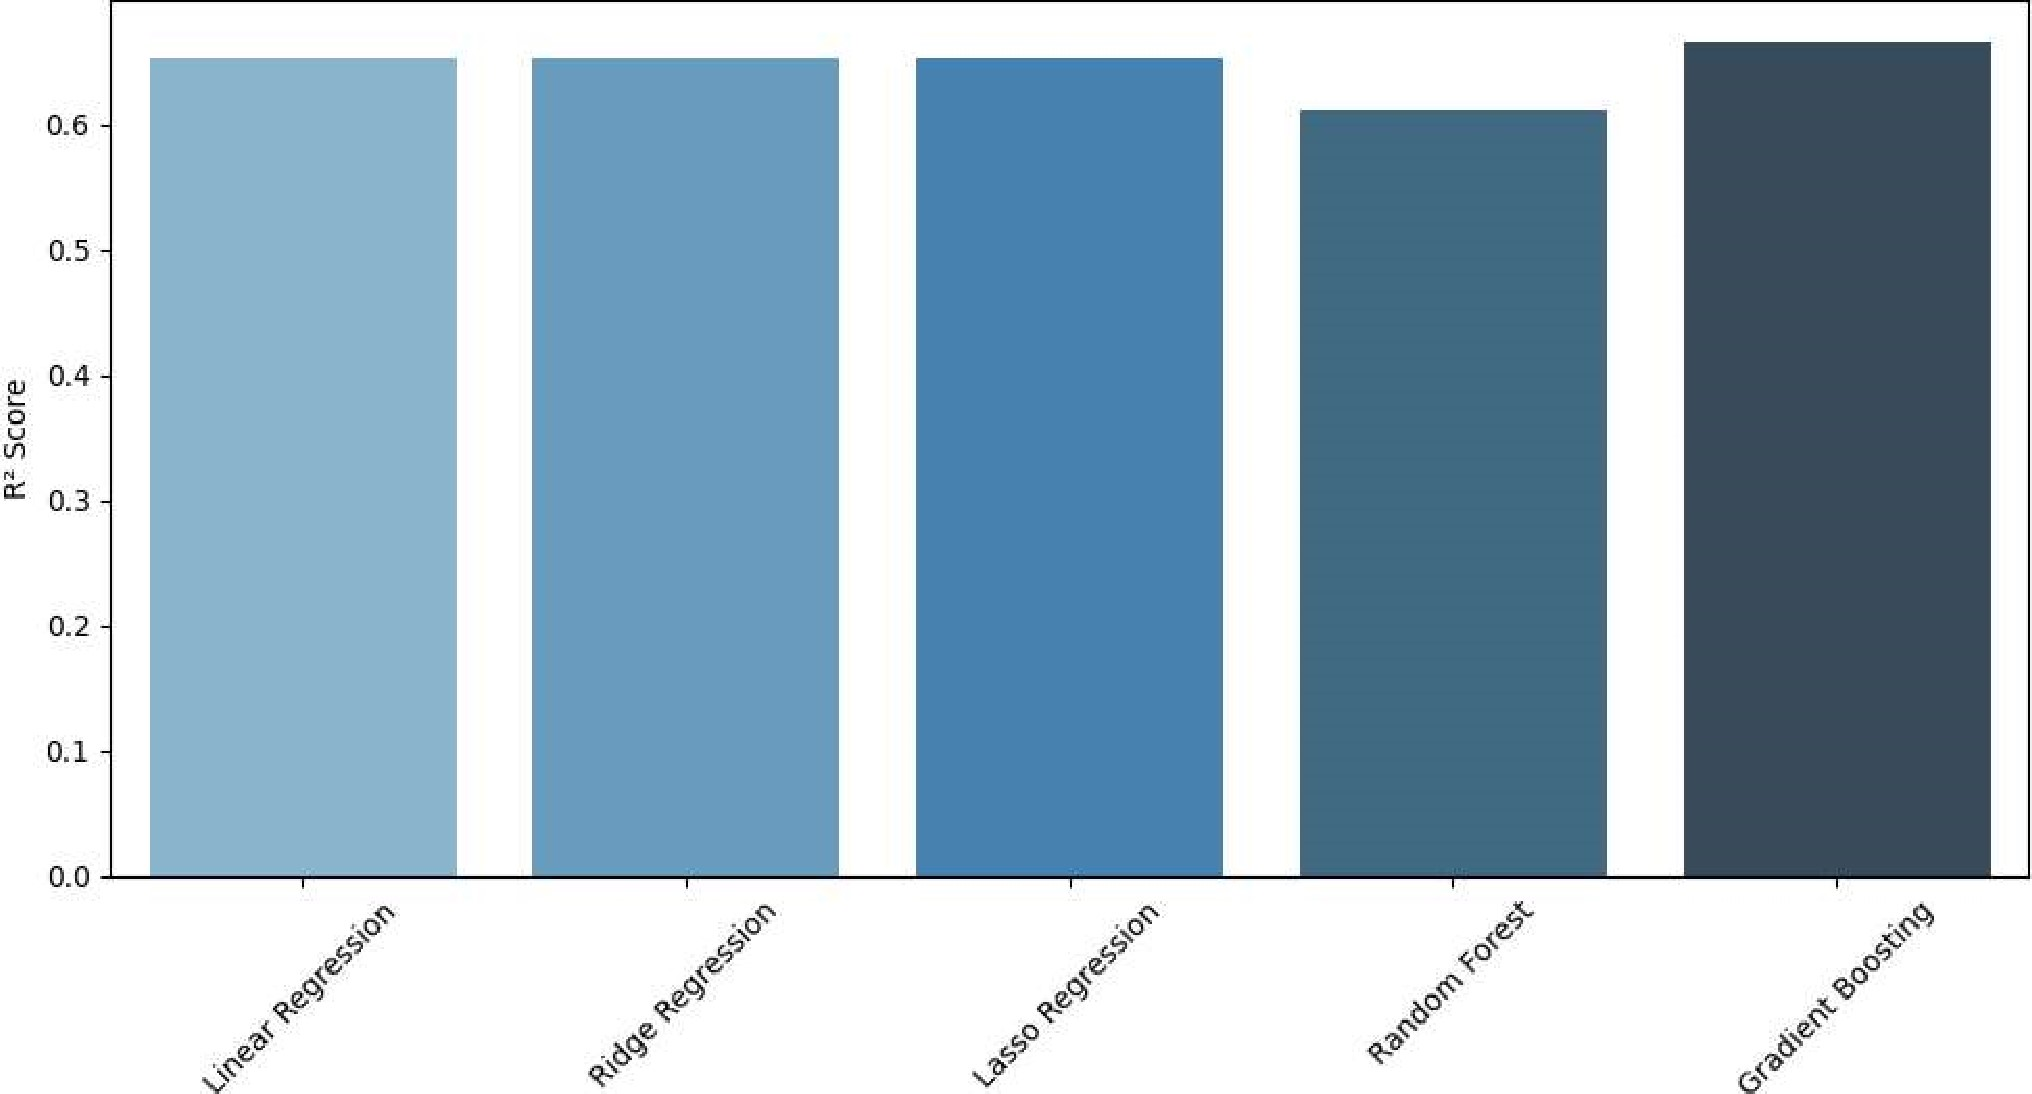 R² Score
0.6
0.5
0.4
0.3
0.2
0.1
0.0
Linear Regression
Ridge Regression
Lasso Regression
Random Forest
Gradient Boosting